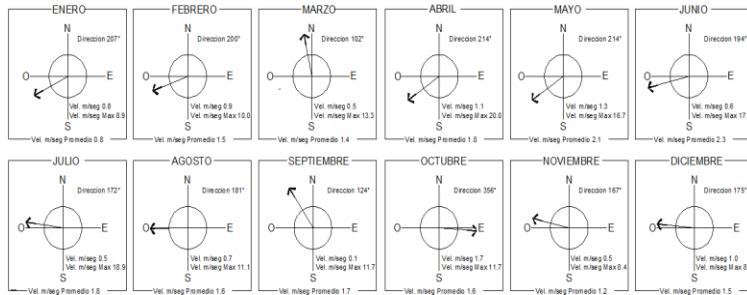 ENERO
N
Direccion 207°
O
E
Vel. m/seg 0.8
Vel. m/seg Max 8.9
S
Vel. m/seg Promedio 0.8
FEBRERO
N
Direccion 200°
O
E
Vel. m/seg 0.9
Vel. m/seg Max 10.0
S
Vel. m/seg Promedio 1.5
MARZO
N
Direccion 102°
O
E
Vel. m/seg 0.5
Vel. m/seg Max 13.3
S
Vel. m/seg Promedio 1.4
ABRIL
N
Direccion 214°
O
E
Vel. m/seg 1.1
Vel. m/seg Max 20.0
S
Vel. m/seg Promedio 1.8
MAYO
N
Direccion 214°
O
E
Vel. m/seg 1.3
Vel. m/seg Max 16.7
S
Vel. m/seg Promedio 2.1
JUNIO
N
Direccion 194°
O
E
Vel. m/seg 0.6
Vel. m/seg Max 17.
S
Vel. m/seg Promedio 2.3
JULIO
N
Direccion 172°
O
E
Vel. m/seg 0.5
Vel. m/seg Max 18.9
S
Vel. m/seg Promedio 1.8
AGOSTO
N
Direccion 181°
O
E
Vel. m/seg 0.7
Vel. m/seg Max 11.1
S
Vel. m/seg Promedio 1.6
SEPTIEMBRE
N
Direccion 124°
O
E
Vel. m/seg 0.1
Vel. m/seg Max 11.7
S
Vel. m/seg Promedio 1.7
OCTUBRE
N
Direccion 356°
O
E
Vel. m/seg 1.7
Vel. m/seg Max 11.7
S
Vel. m/seg Promedio 1.6
NOVIEMBRE
N
Direccion 167°
O
E
Vel. m/seg 0.5
Vel. m/seg Max 8.4
S
Vel. m/seg Promedio 1.2
DICIEMBRE
N
Direccion 175°
O
E
Vel. m/seg 1.0
Vel. m/seg Max 8
S
Vel. m/seg Promedio 1.5